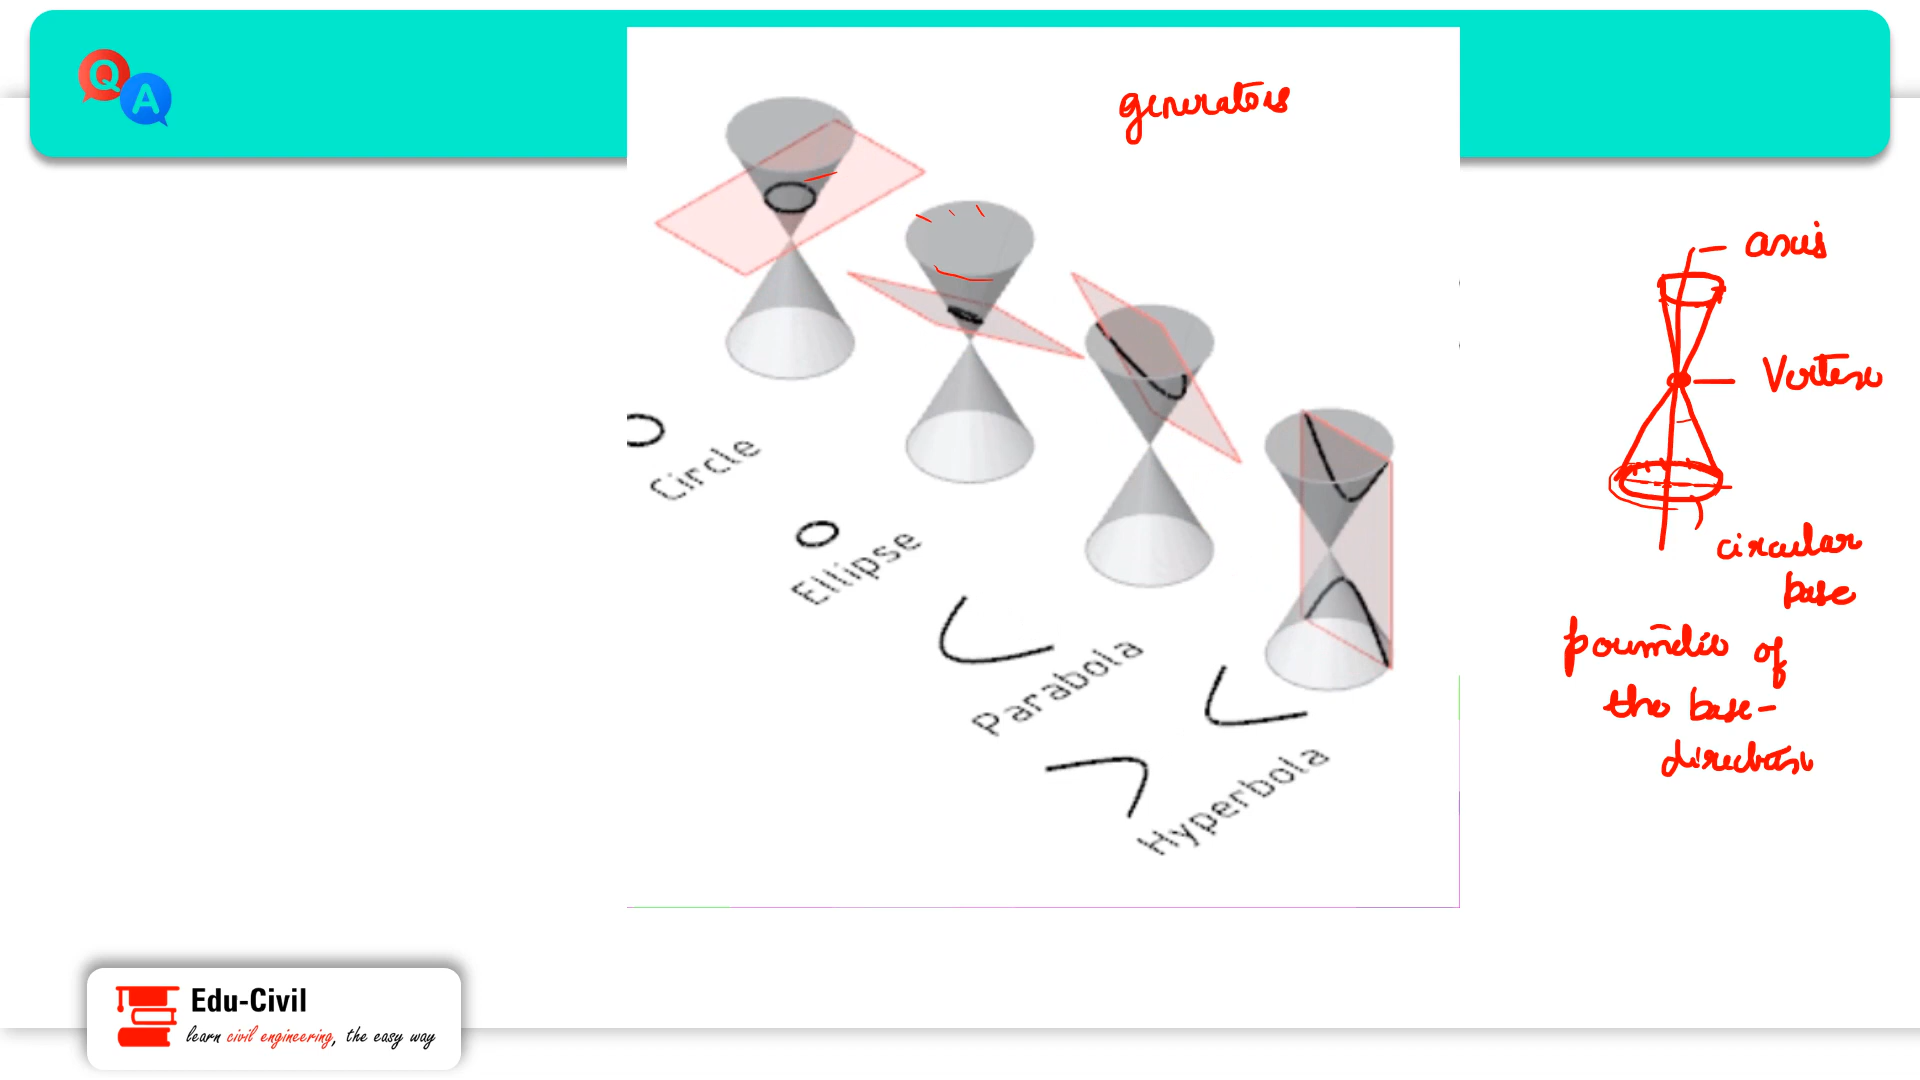 Q
A
generators
axis
Vertex
Circle
circular
base
Ellipse
of
the base-
Parabola
Hyperbola
Edu-Civil
learn civil engineering, the easy way